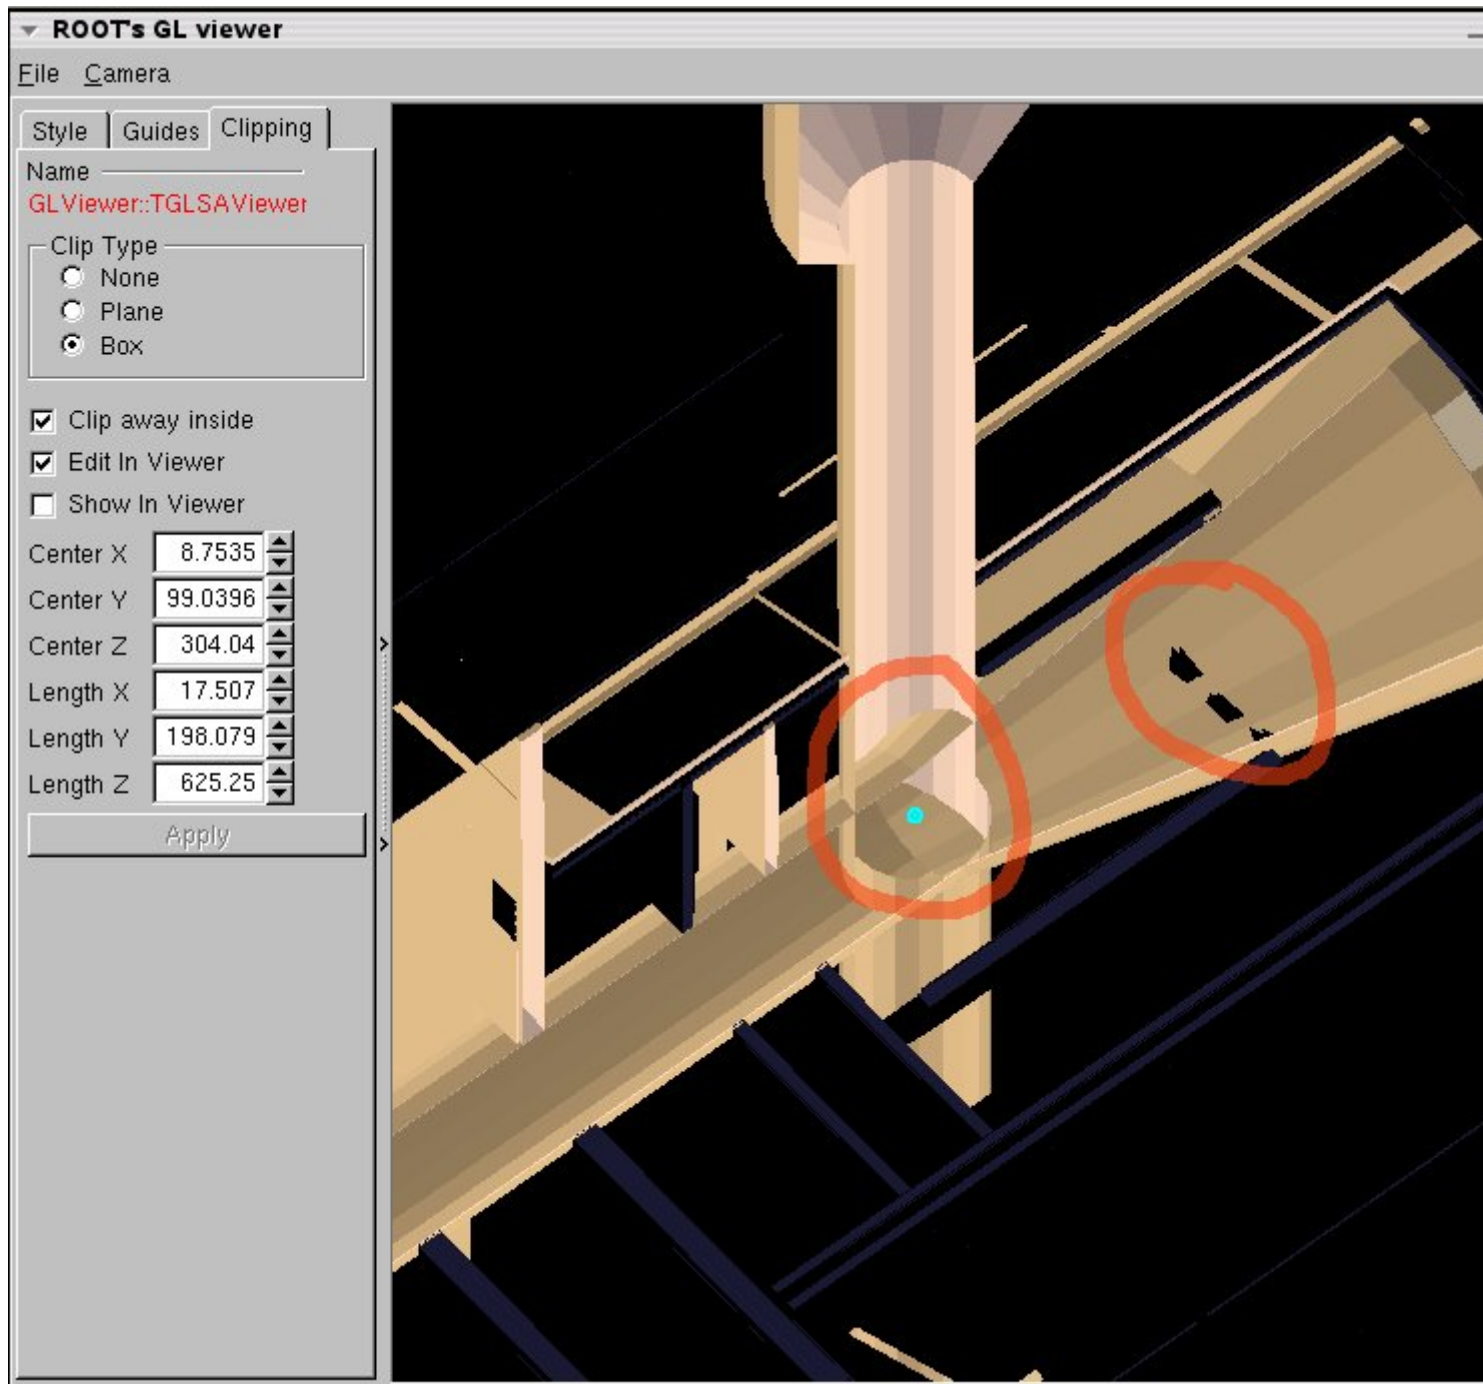 ROOT's GL viewer
File Camera
Style Guides Clipping
Name
GLViewer::TGLSAViewer
Clip Type
None
Plane
Box
Clip away inside
Edit In Viewer
Show In Viewer
Center X 8.7535
Center Y 99.0396
Center Z 304.04
Length X 17.507
Length Y 198.079
Length Z 625.25
Apply